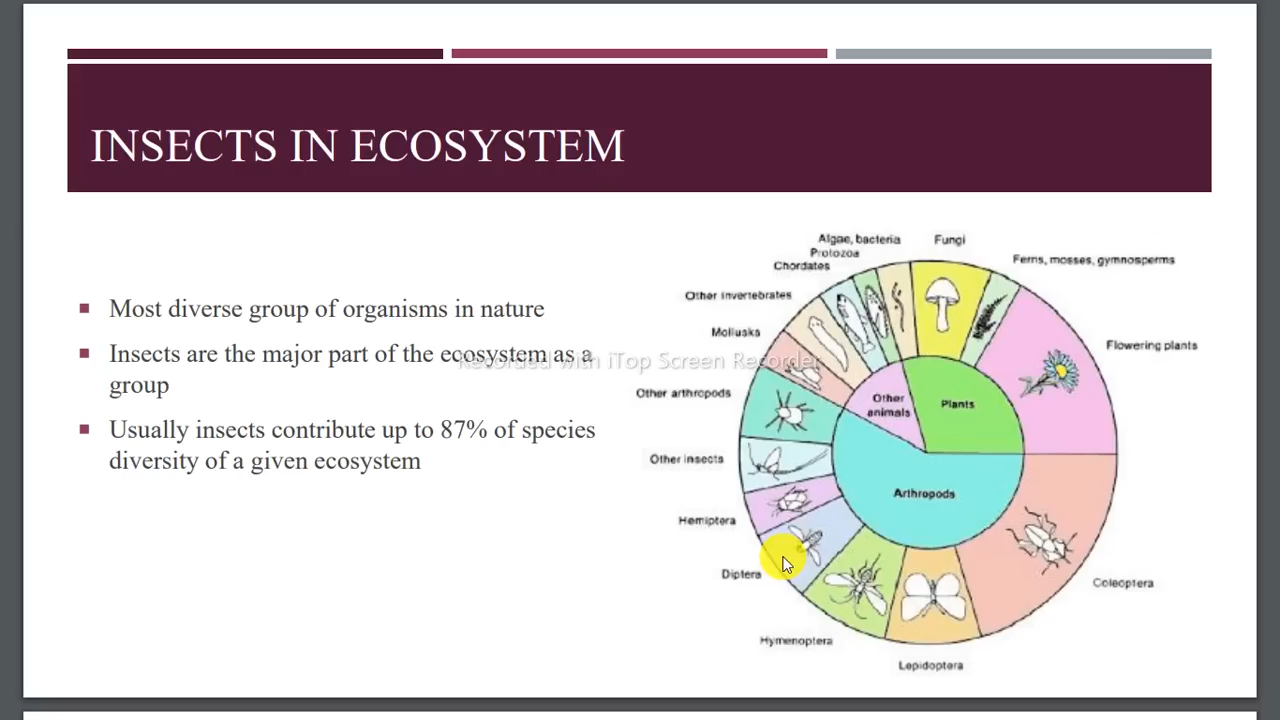 INSECTS IN ECOSYSTEM
Most diverse group of organisms in nature
Insects are the major part of the ecosystem as a
group
Usually insects contribute up to 87% of species
diversity of a given ecosystem
Recorded with iTop Screen Recorder
Algae, bacteria
Fungi
Protozoa
Chordates
Ferns, mosses, gymnosperms
Other invertebrates
Mollusks
Flowering plants
Other arthropods
Other
animals
Plants
Other insects
Arthropods
Hemiptera
Diptera
Coleoptera
Hymenoptera
Lepidoptera